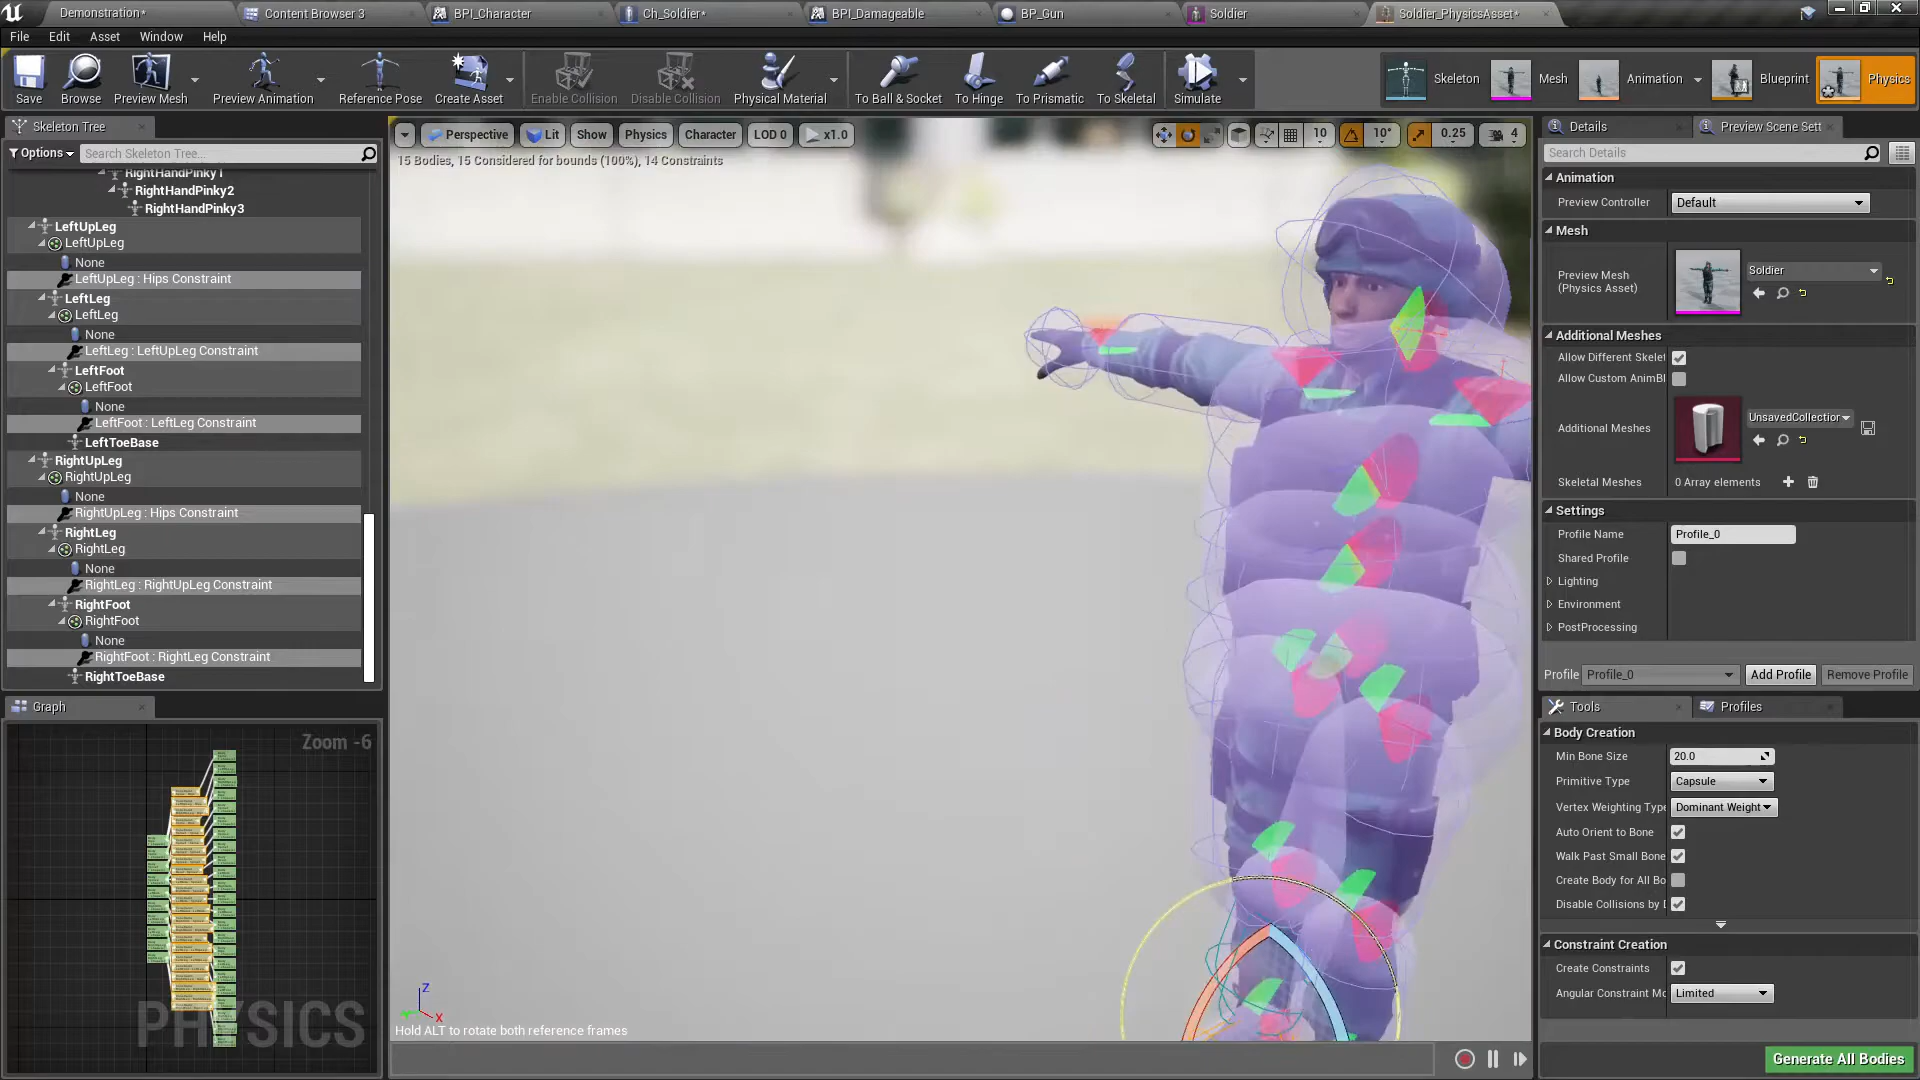 Demonstration*
Content Browser 3
BPI_Character
Ch_Soldier*
BPI_Damageable
BP_Gun
Soldier
Soldier_PhysicsAsset*
File
Edit
Asset
Window
Help
Save
Browse
Preview Mesh
Preview Animation
Reference Pose
Create Asset
Enable Collision
Disable Collision
Physical Material
To Ball & Socket
To Hinge
To Prismatic
To Skeletal
Simulate
Skeleton
Mesh
Animation
Blueprint
Physics
Skeleton Tree
Options
Search Skeleton Tree...
RightHandPinky1
RightHandPinky2
RightHandPinky3
LeftUpLeg
LeftUpLeg
None
LeftUpLeg : Hips Constraint
LeftLeg
LeftLeg
None
LeftLeg : LeftUpLeg Constraint
LeftFoot
LeftFoot
None
LeftFoot : LeftLeg Constraint
LeftToeBase
RightUpLeg
RightUpLeg
None
RightUpLeg : Hips Constraint
RightLeg
RightLeg
None
RightLeg : RightUpLeg Constraint
RightFoot
RightFoot
None
RightFoot : RightLeg Constraint
RightToeBase
Graph
Zoom -6
PHYSICS
Perspective
Lit
Show
Physics
Character
LOD 0
x1.0
10
10°
0.25
4
15 Bodies, 15 Considered for bounds (100%), 14 Constraints
Z
X
Hold ALT to rotate both reference frames
Details
Preview Scene Sett
Search Details
Animation
Preview Controller
Default
Mesh
Preview Mesh
(Physics Asset)
Soldier
Additional Meshes
Allow Different Skelet
Allow Custom AnimBl
Additional Meshes
UnsavedCollection
Skeletal Meshes
0 Array elements
Settings
Profile Name
Profile_0
Shared Profile
Lighting
Environment
PostProcessing
Profile
Profile_0
Add Profile
Remove Profile
Tools
Profiles
Body Creation
Min Bone Size
20.0
Primitive Type
Capsule
Vertex Weighting Type
Dominant Weight
Auto Orient to Bone
Walk Past Small Bone
Create Body for All Bo
Disable Collisions by D
Constraint Creation
Create Constraints
Angular Constraint Mo
Limited
Generate All Bodies